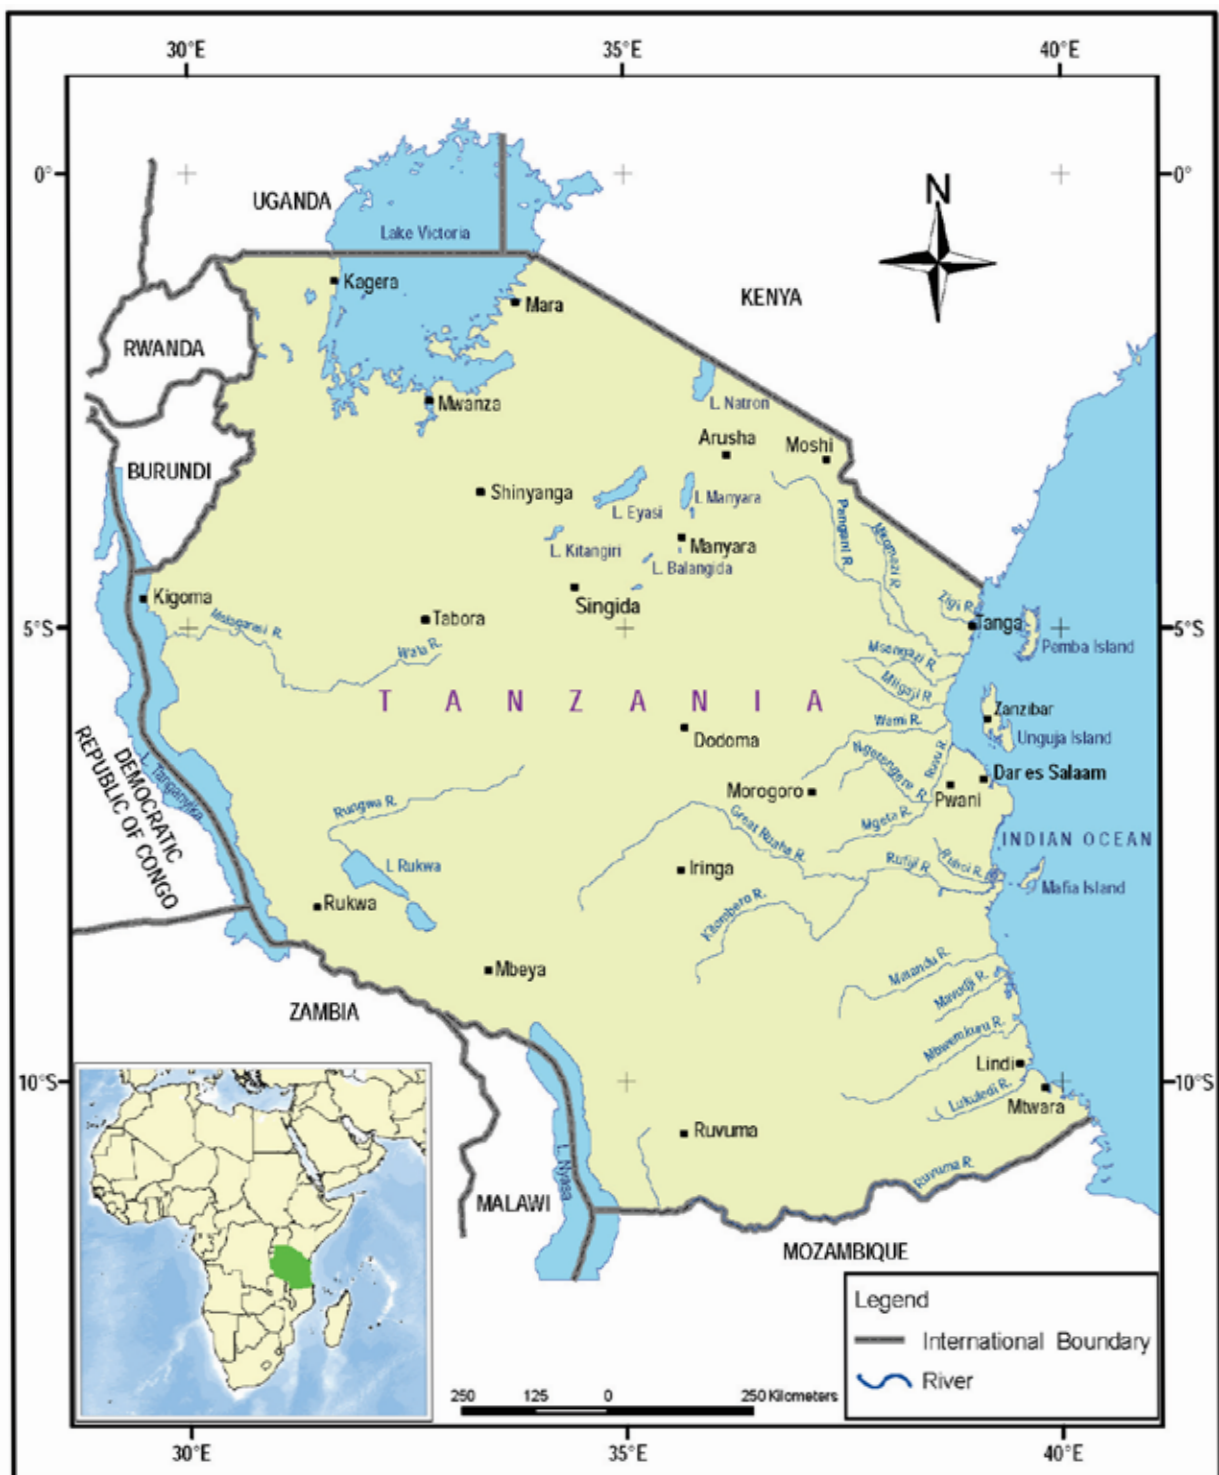 30°E
35°E
40°E
0°
0°
UGANDA
N
Lake Victoria
Kagera
KENYA
Mara
RWANDA
Mwanza
L. Natron
Arusha
Moshi
BURUNDI
Shinyanga
L. Manyara
L. Eyasi
Pangani R.
Mkomazi R.
L. Kitangiri
Manyara
L. Balangida
Kigoma
Singida
Zigi R.
Tabora
Malagarasi R.
Tanga
5°S
5°S
Wala R.
Msangazi R.
Pemba Island
Milgaji R.
TANZANIA
Zanzibar
Wami R.
Dodoma
Unguja Island
Ngerengere R.
Ruvu R.
DEMOCRATIC
REPUBLIC OF CONGO
L. Tanganyika
Dar es Salaam
Morogoro
Pwani
Rungwa R.
Mgeta R.
Great Ruaha R.
INDIAN OCEAN
L Rukwa
Iringa
Rufiji R.
Mafia Island
Rukwa
Kilombero R.
Mbeya
Matandu R.
Mavudji R.
ZAMBIA
Mbwemkuru R.
Lindi
10°S
10°S
Lukuledi R.
Mtwara
Ruvuma
L. Nyasa
Ruvuma R.
MALAWI
MOZAMBIQUE
Legend
International Boundary
River
250 125 0 250 Kilometers
30°E
35°E
40°E